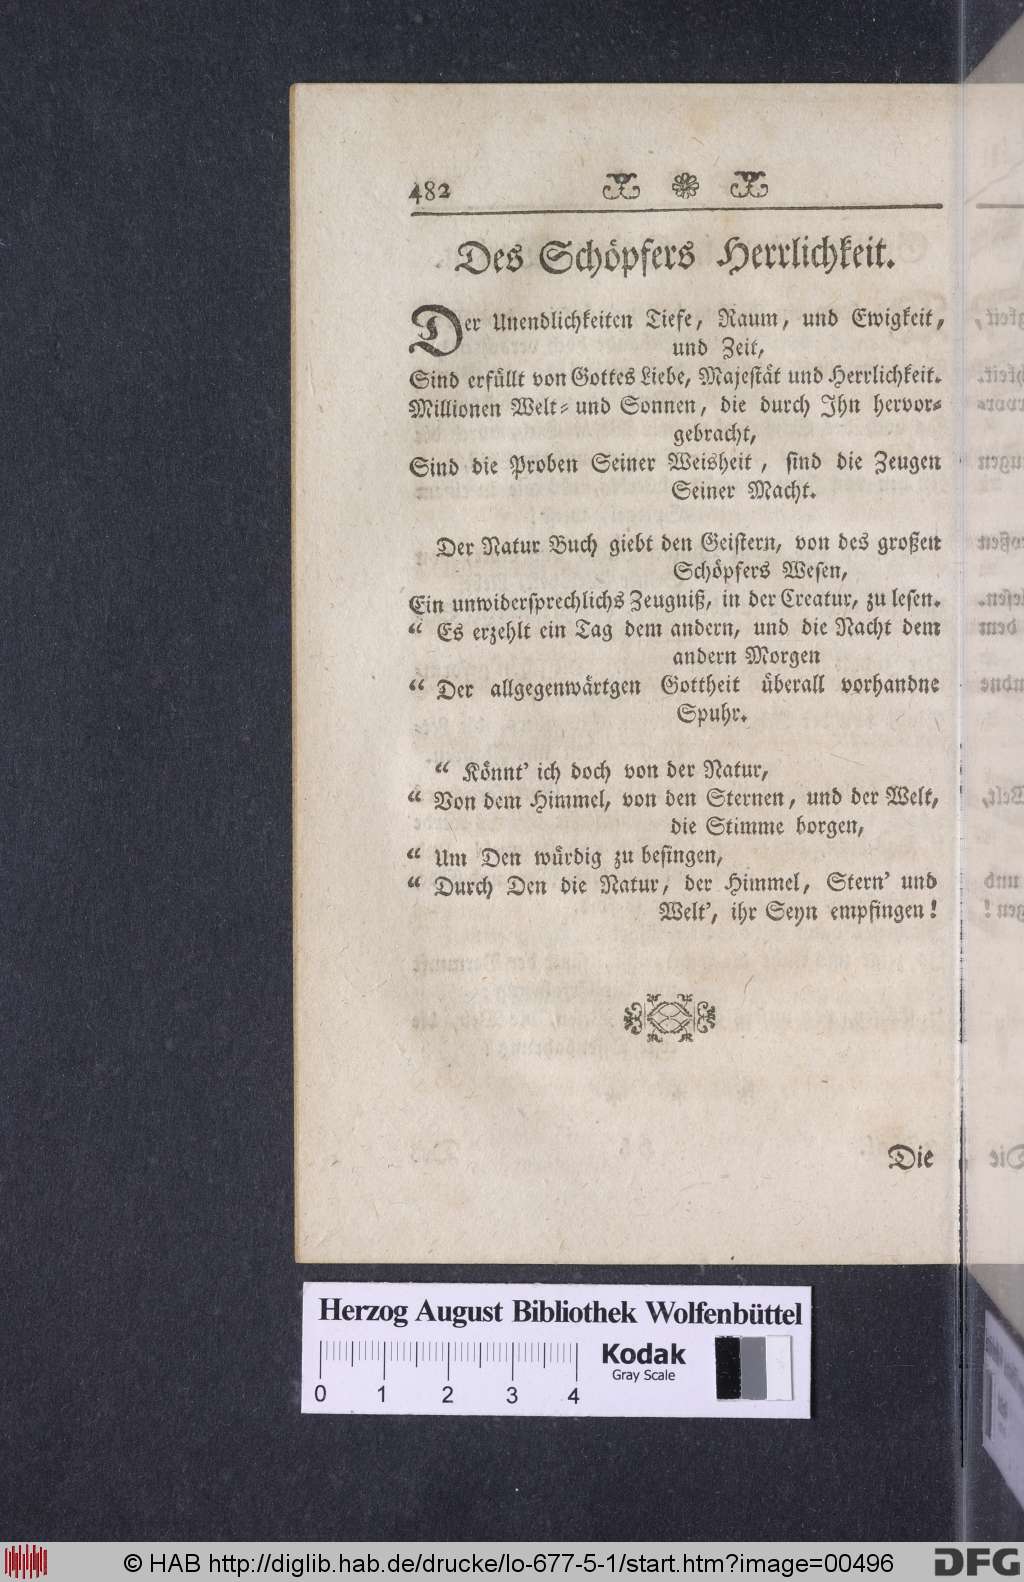 482
Des Schöpfers Herrlichkeit.
Der Unendlichkeiten Tiefe, Raum, und Ewigkeit,
und Zeit,
Sind erfüllt von Gottes Liebe, Majestät und Herrlichkeit.
Millionen Welt- und Sonnen, die durch Ihn hervor-
gebracht,
Sind die Proben Seiner Weisheit, sind die Zeugen
Seiner Macht.
Der Natur Buch giebt den Geistern, von des großen
Schöpfers Wesen,
Ein unwidersprechlichs Zeugniß, in der Creatur, zu lesen.
“ Es erzehlt ein Tag dem andern, und die Nacht dem
andern Morgen
“ Der allgegenwärtgen Gottheit überall vorhandne
Spuhr.
“ Könnt’ ich doch von der Natur,
“ Von dem Himmel, von den Sternen, und der Welt,
die Stimme borgen,
“ Um Den würdig zu besingen,
“ Durch Den die Natur, der Himmel, Stern’ und
Welt’, ihr Seyn empfingen!
Die
Herzog August Bibliothek Wolfenbüttel
0 1 2 3 4
Kodak
Gray Scale
© HAB http://diglib.hab.de/drucke/lo-677-5-1/start.htm?image=00496
DFG